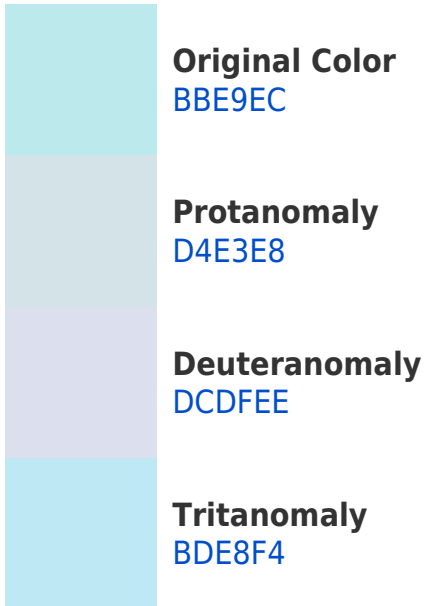 Original Color
BBE9EC
Protanomaly
D4E3E8
Deuteranomaly
DCDFEE
Tritanomaly
BDE8F4